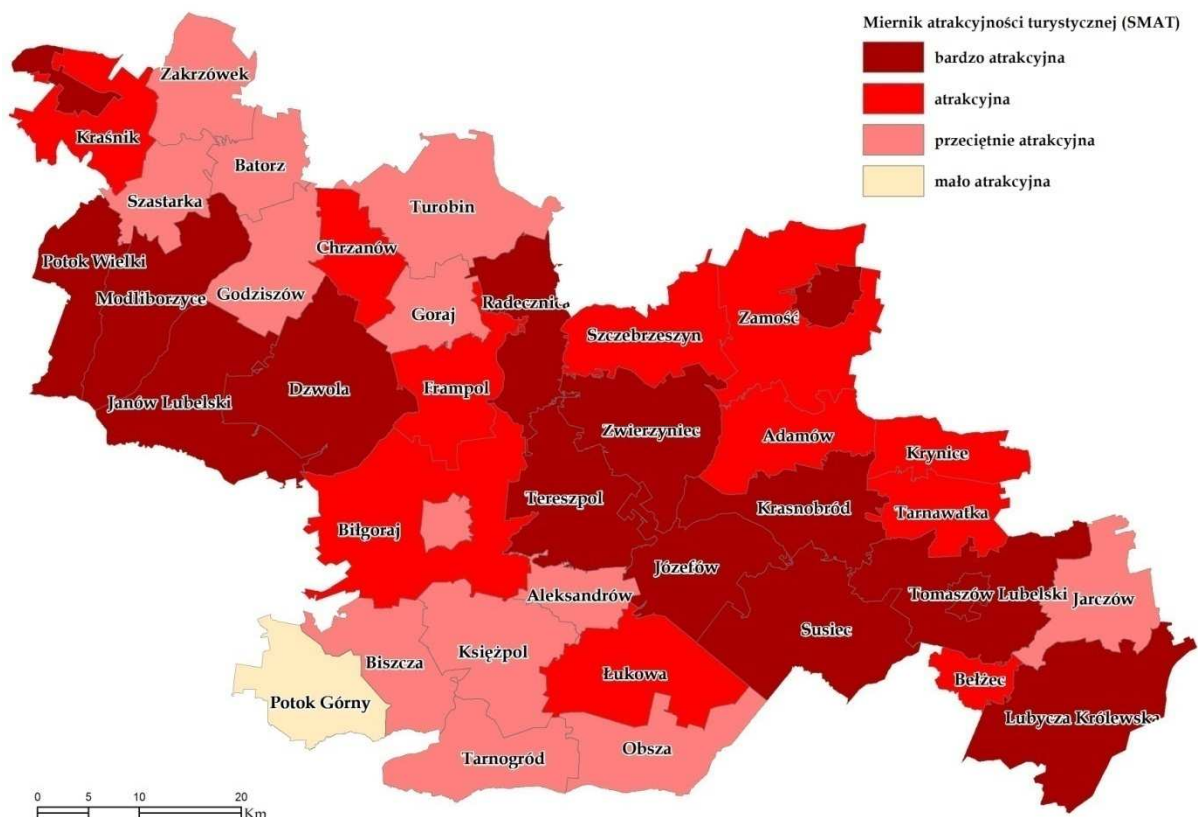 Miernik atrakcyjności turystycznej (SMAT)
bardzo atrakcyjna
atrakcyjna
przeciętnie atrakcyjna
mało atrakcyjna
Zakrzówek
Kraśnik
Batorz
Szastarka
Turobin
Chrzanów
Potok Wielki
Modliborzyce
Godziszów
Radecznica
Goraj
Zamość
Szczebrzeszyn
Dzwola
Frampol
Janów Lubelski
Zwierzyniec
Adamów
Krynice
Tereszpol
Krasnobród
Tarnawatka
Biłgoraj
Józefów
Aleksandrów
Tomaszów Lubelski
Jarczów
Susiec
Księżpol
Biszcza
Łukowa
Bełżec
Potok Górny
Lubycza Królewska
Obsza
Tarnogród
0 5 10 20
Km